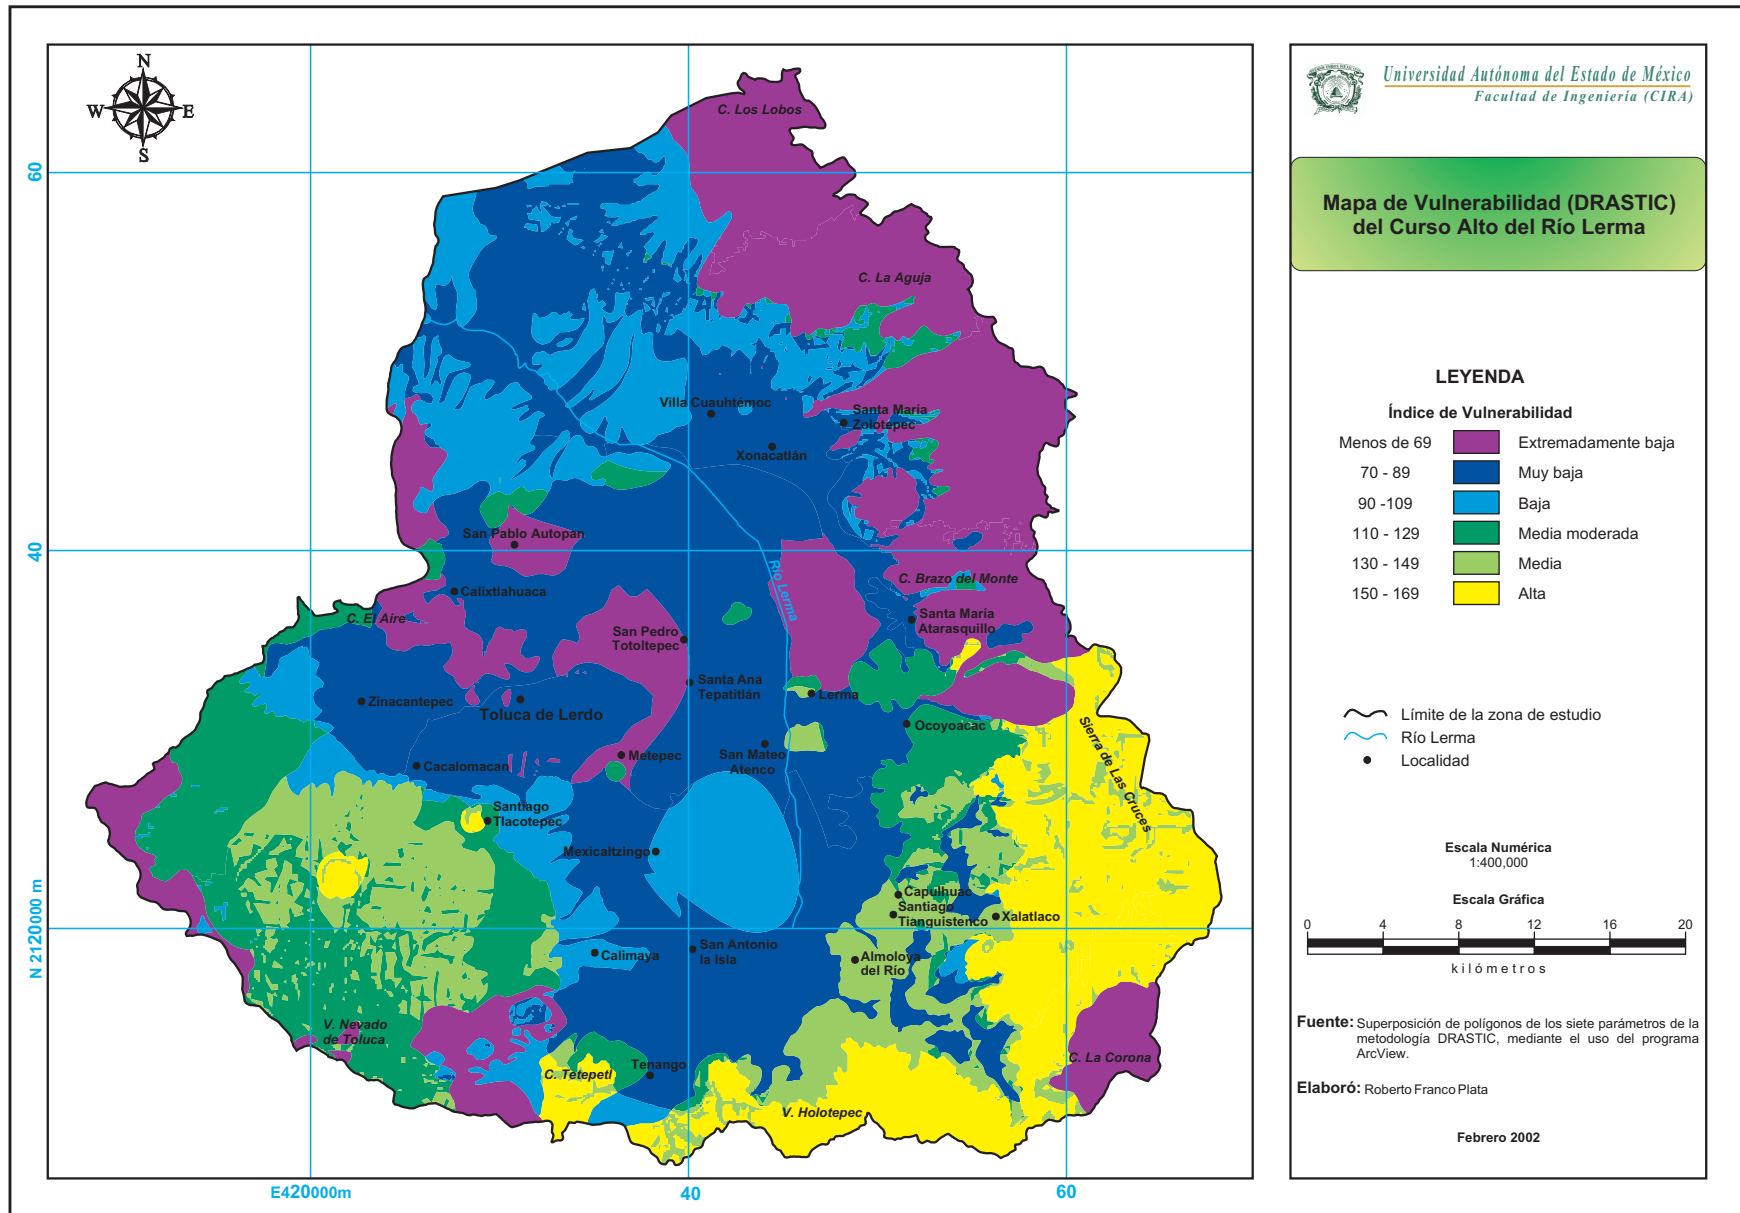 N
W
E
S
60
40
N 2120000 m
E420000m
40
60
C. Los Lobos
C. La Aguja
Villa Cuauhtémoc
Santa María
Zolotepec
Xonacatlán
San Pablo Autopan
Río Lerma
C. Brazo del Monte
Calixtlahuaca
C. El Aire
Santa María
Atarasquillo
San Pedro
Totoltepec
Santa Ana
Tepatitlán
Lerma
Zinacantepec
Toluca de Lerdo
Ocoyoacac
Sierra de Las Cruces
Metepec
San Mateo
Atenco
Cacalomacan
Santiago
Tlacotepec
Mexicaltzingo
Capulhuac
Santiago
Tianguistenco
Xalatlaco
San Antonio
la Isla
Calimaya
Almoloya
del Río
V. Nevado
de Toluca
C. Tetepetl
Tenango
C. La Corona
V. Holotepec
Universidad Autónoma del Estado de México
Facultad de Ingeniería (CIRA)
Mapa de Vulnerabilidad (DRASTIC)
del Curso Alto del Río Lerma
LEYENDA
Índice de Vulnerabilidad
Menos de 69 Extremadamente baja
70 - 89 Muy baja
90 -109 Baja
110 - 129 Media moderada
130 - 149 Media
150 - 169 Alta
Límite de la zona de estudio
Río Lerma
Localidad
Escala Numérica
1:400,000
Escala Gráfica
0 4 8 12 16 20
kilómetros
Fuente: Superposición de polígonos de los siete parámetros de la
metodología DRASTIC, mediante el uso del programa
ArcView.
Elaboró: Roberto Franco Plata
Febrero 2002